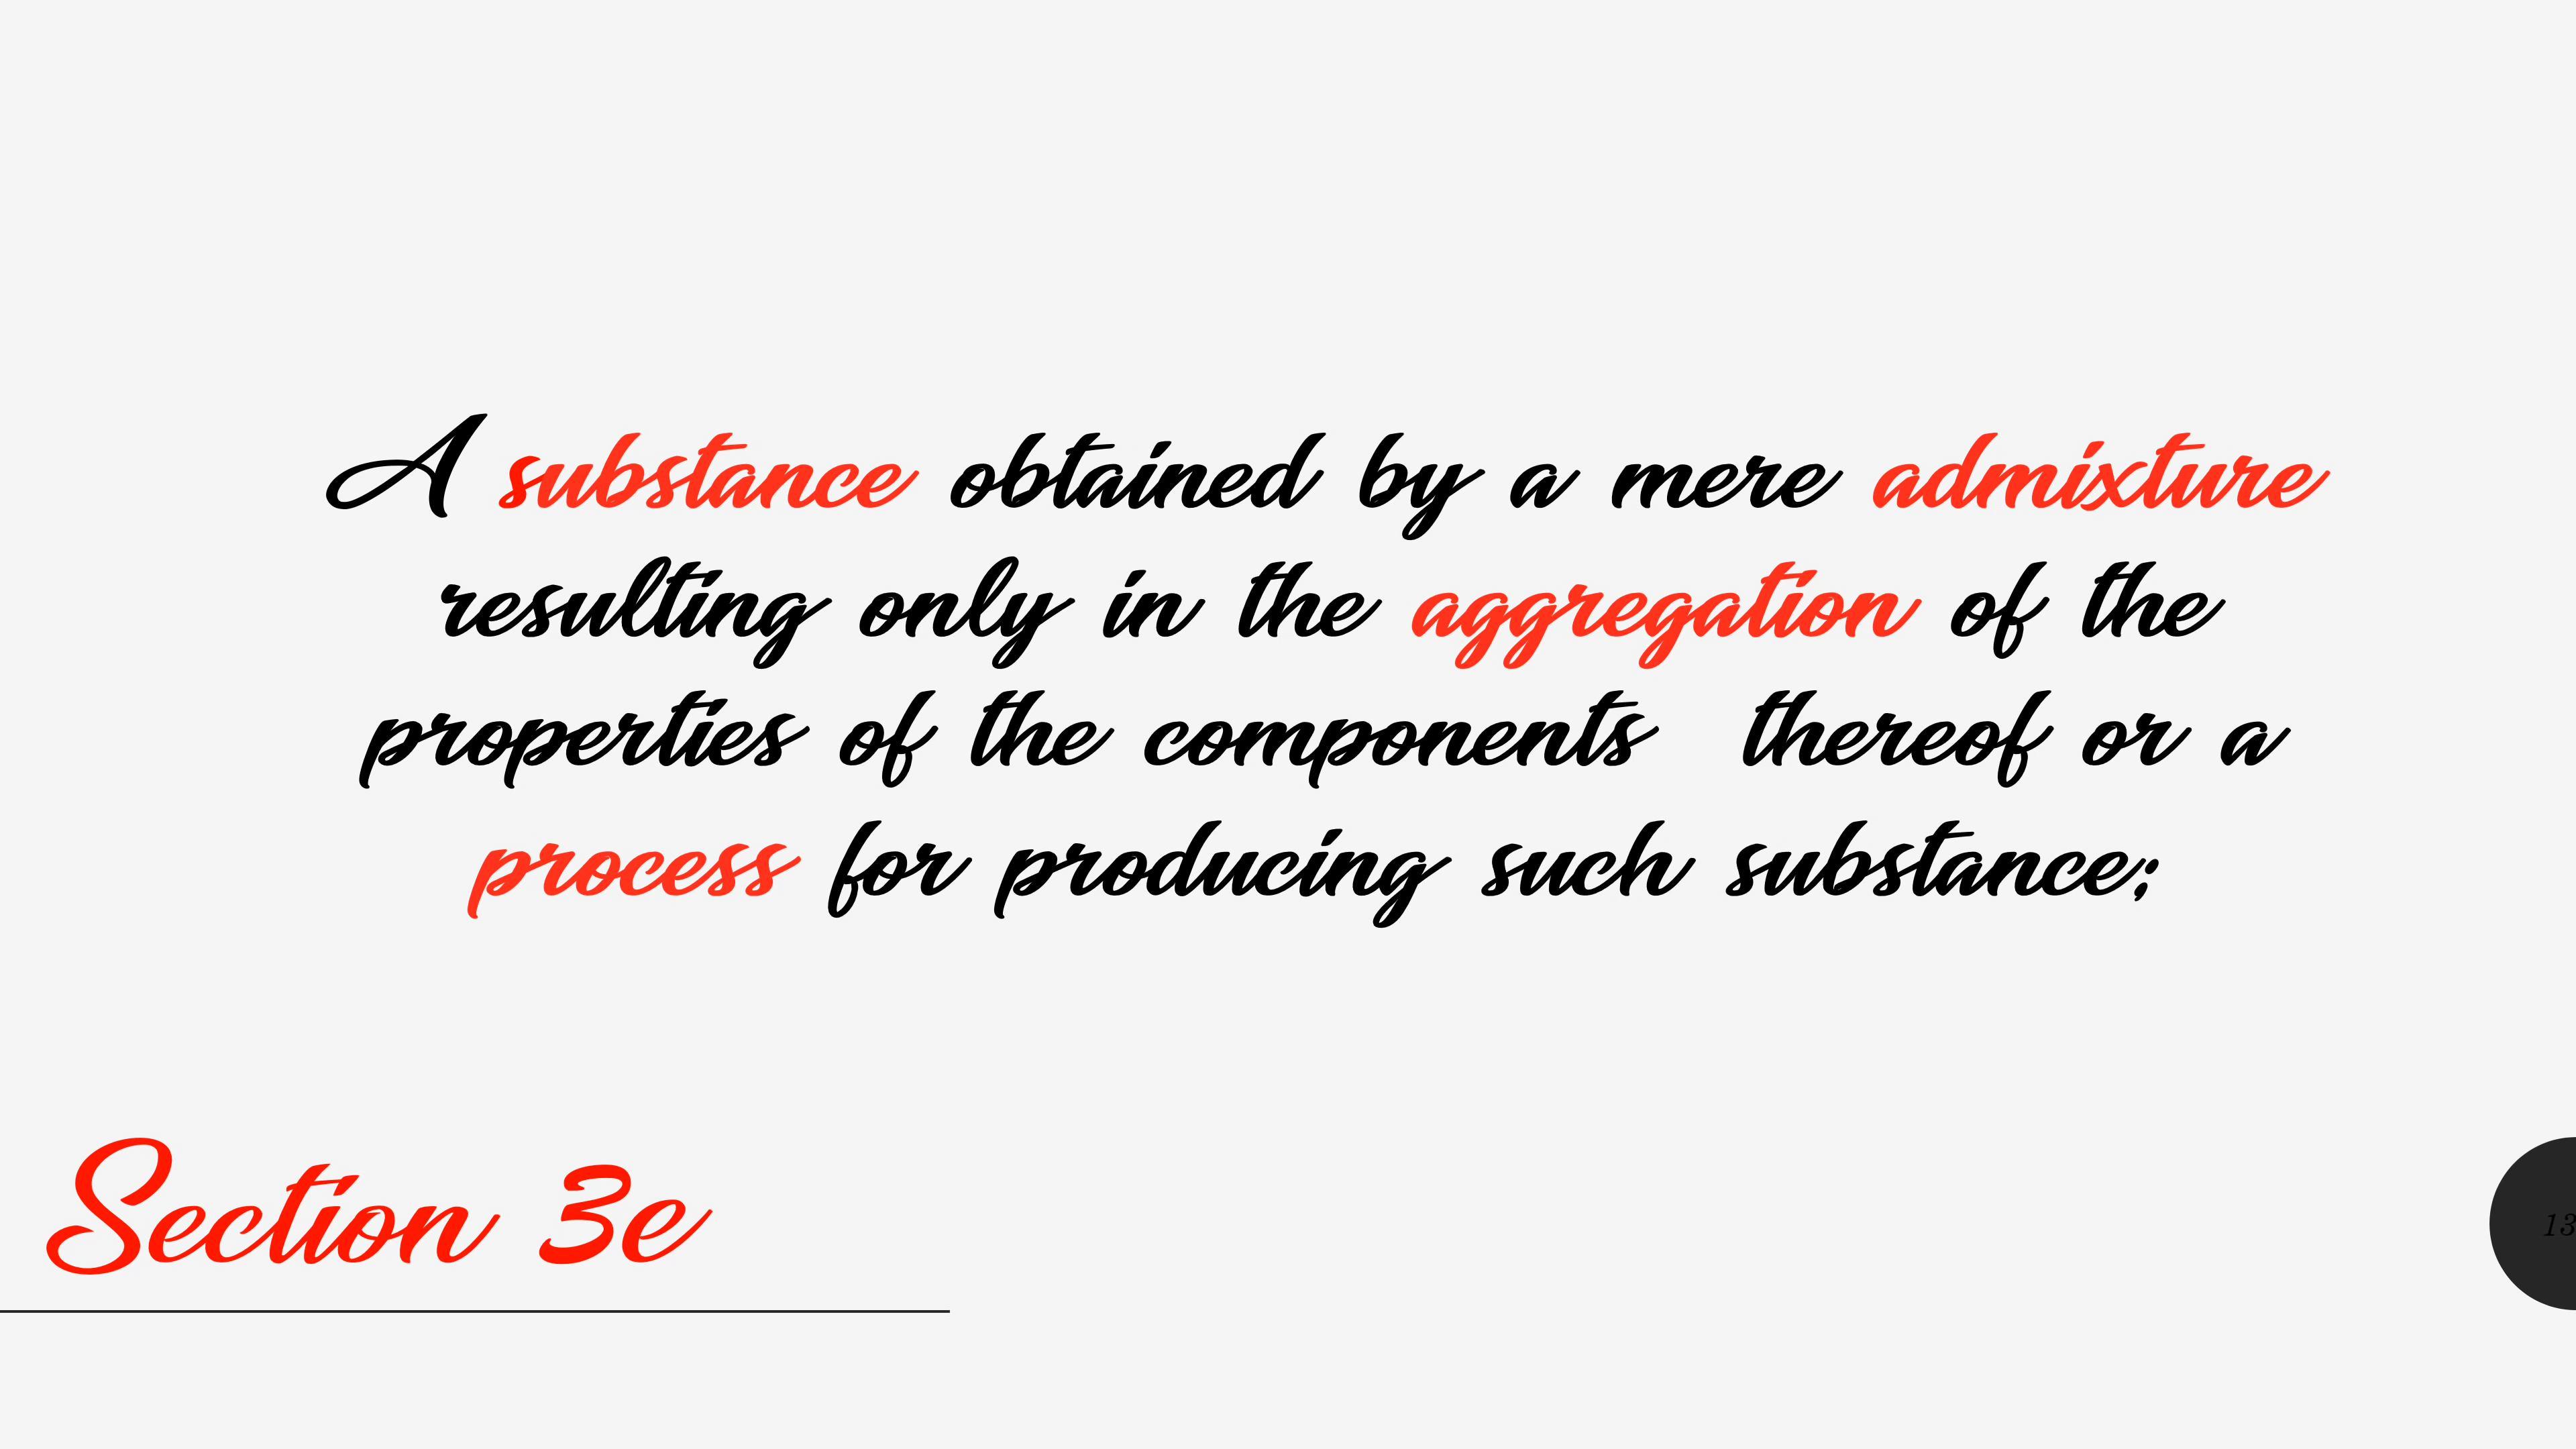 A substance obtained by a mere admixture
resulting only in the aggregation of the
properties of the components  thereof or a
process for producing such substance;
Section 3e
13